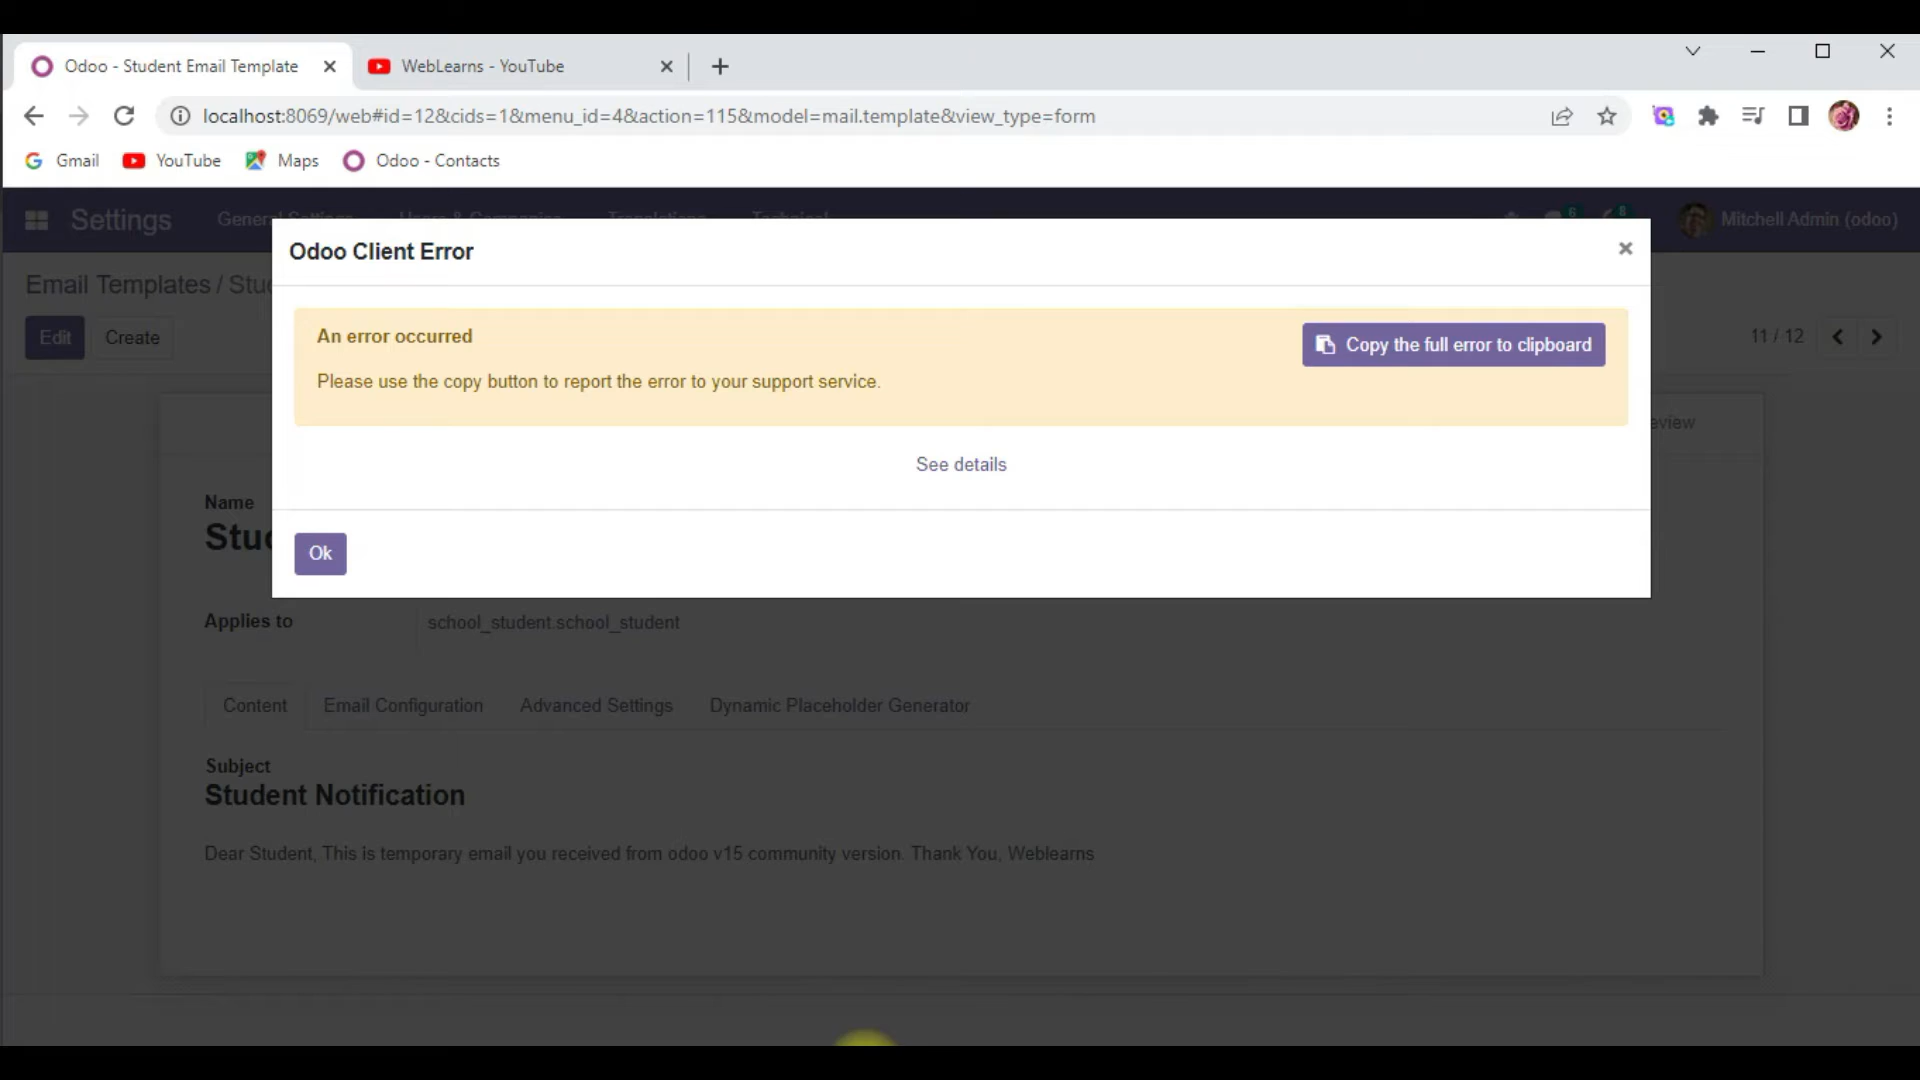 Odoo - Student Email Template
WebLearns - YouTube
localhost:8069/web#id=12&cids=1&menu_id=4&action=115&model=mail.template&view_type=form
Gmail
YouTube
Maps
Odoo - Contacts
Settings
General Settings
Users & Companies
Translations
Technical
6
8
Mitchell Admin (odoo)
Email Templates / Stu
Edit
Create
11 / 12
Odoo Client Error
An error occurred
Copy the full error to clipboard
Please use the copy button to report the error to your support service.
See details
Ok
eview
Name
Stu
Applies to
school_student.school_student
Content
Email Configuration
Advanced Settings
Dynamic Placeholder Generator
Subject
Student Notification
Dear Student, This is temporary email you received from odoo v15 community version. Thank You, Weblearns